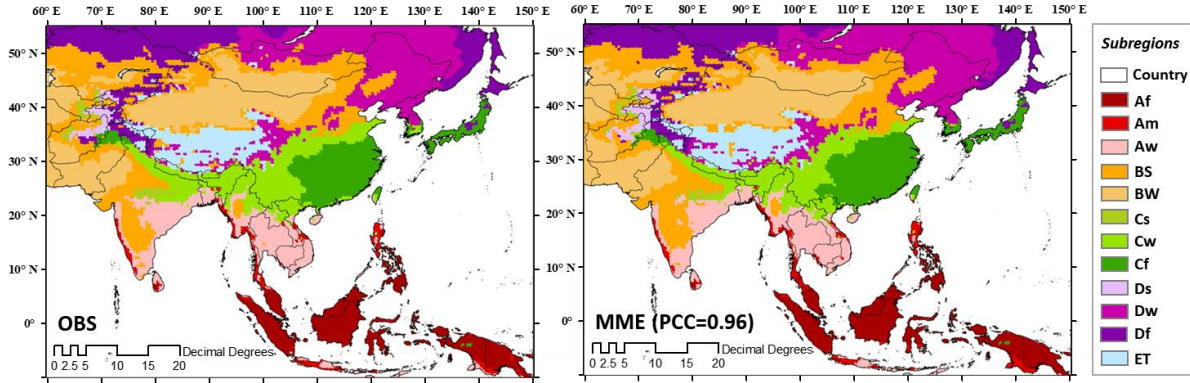 60° E 70° E 80° E 90° E 100° E 110° E 120° E 130° E 140° E 150° E
50° N
40° N
30° N
20° N
10° N
0°
OBS
0 2.5 5 10 15 20 Decimal Degrees
60° E 70° E 80° E 90° E 100° E 110° E 120° E 130° E 140° E 150° E
50° N
40° N
30° N
20° N
10° N
0°
MME (PCC=0.96)
0 2.5 5 10 15 20 Decimal Degrees
Subregions
Country
Af
Am
Aw
BS
BW
Cs
Cw
Cf
Ds
Dw
Df
ET